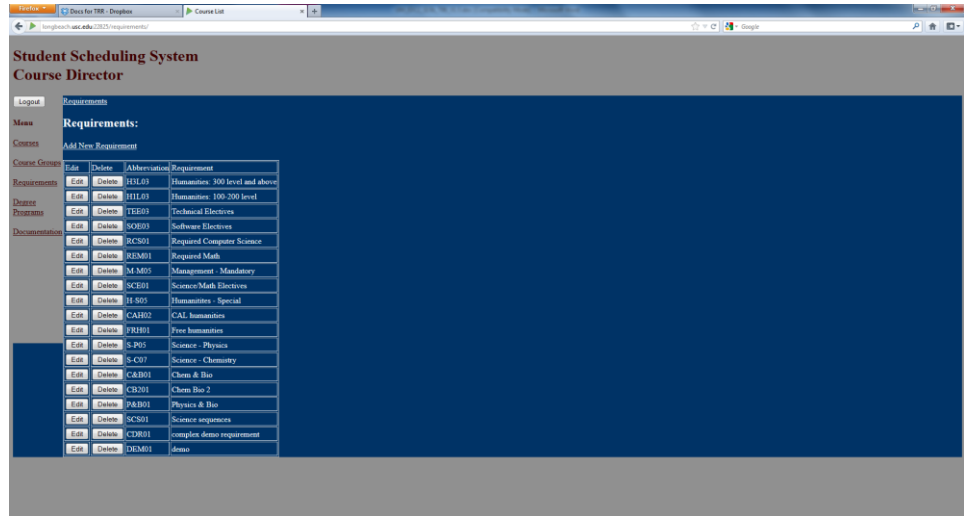 Firefox
Docs for TRR - Dropbox
Course List
longbeach.usc.edu:22825/requirements/
Google
Student Scheduling System
Course Director
Logout
Requirements
Menu
Requirements:
Courses
Add New Requirement
Course Groups
Requirements
Degree
Programs
Documentation
Edit Delete Abbreviation Requirement
Edit Delete H3L03 Humanities: 300 level and above
Edit Delete H1L03 Humanities: 100-200 level
Edit Delete TEE03 Technical Electives
Edit Delete SOE03 Software Electives
Edit Delete RCS01 Required Computer Science
Edit Delete REM01 Required Math
Edit Delete M-M05 Management - Mandatory
Edit Delete SCE01 Science/Math Electives
Edit Delete H-S05 Humanitites - Special
Edit Delete CAH02 CAL humanities
Edit Delete FRH01 Free humanities
Edit Delete S-P05 Science - Physics
Edit Delete S-C07 Science - Chemistry
Edit Delete C&B01 Chem & Bio
Edit Delete CB201 Chem Bio 2
Edit Delete P&B01 Physics & Bio
Edit Delete SCS01 Science sequences
Edit Delete CDR01 complex demo requirement
Edit Delete DEM01 demo